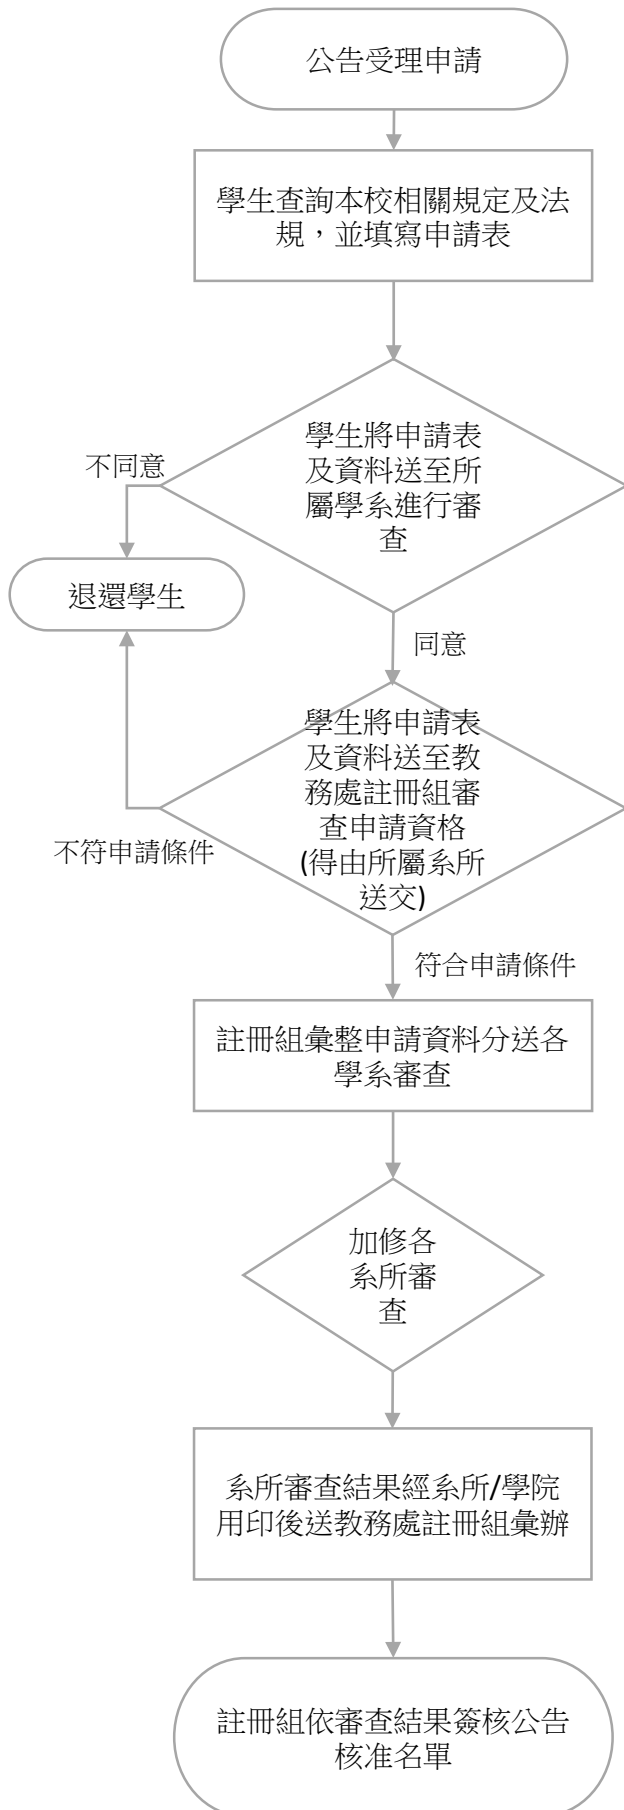 公告受理申請
學生查詢本校相關規定及法
規，並填寫申請表
學生將申請表
及資料送至所
屬學系進行審
查
不同意
退還學生
同意
學生將申請表
及資料送至教
務處註冊組審
查申請資格
(得由所屬系所
送交)
不符申請條件
符合申請條件
註冊組彙整申請資料分送各
學系審查
加修各
系所審
查
系所審查結果經系所/學院
用印後送教務處註冊組彙辦
註冊組依審查結果簽核公告
核准名單